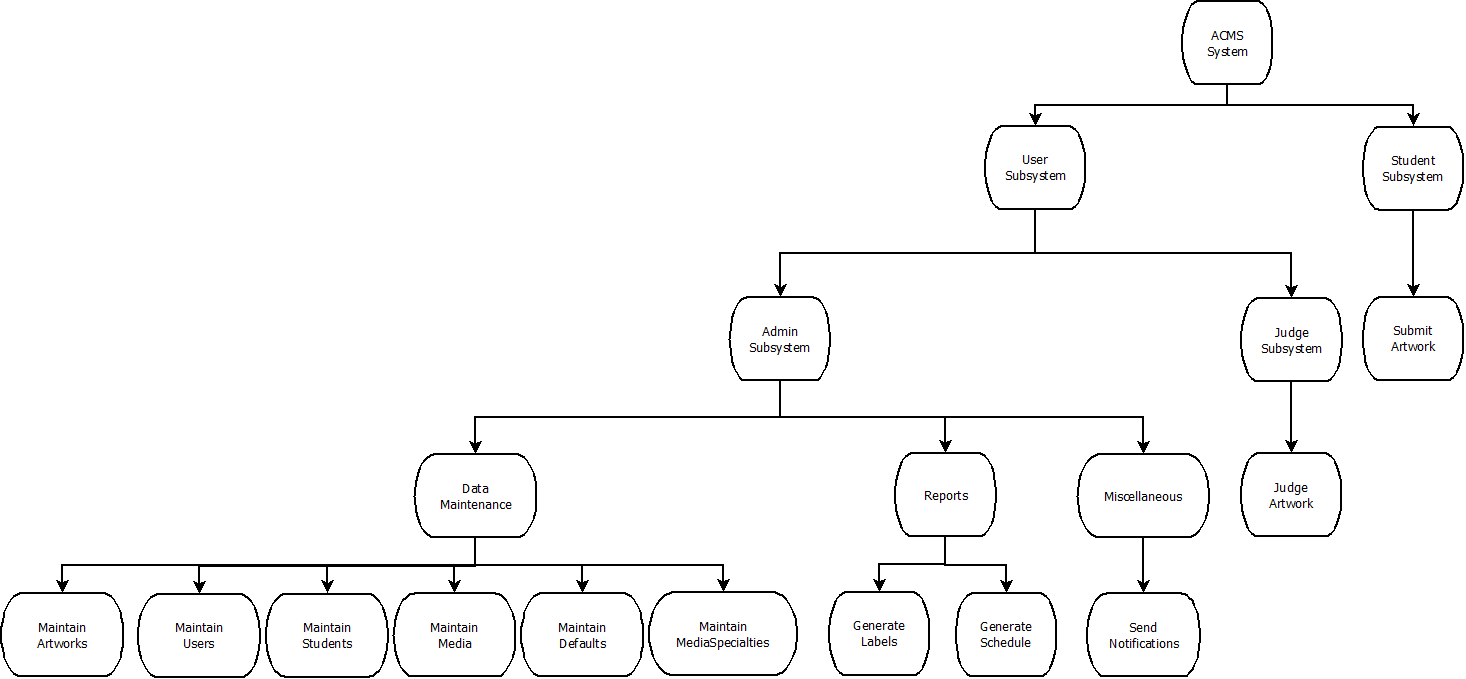 ACMS
System
User
Subsystem
Student
Subsystem
Admin
Subsystem
Judge
Subsystem
Submit
Artwork
Data
Maintenance
Reports
Miscellaneous
Judge
Artwork
Maintain
Artworks
Maintain
Users
Maintain
Students
Maintain
Media
Maintain
Defaults
Maintain
MediaSpecialties
Generate
Labels
Generate
Schedule
Send
Notifications